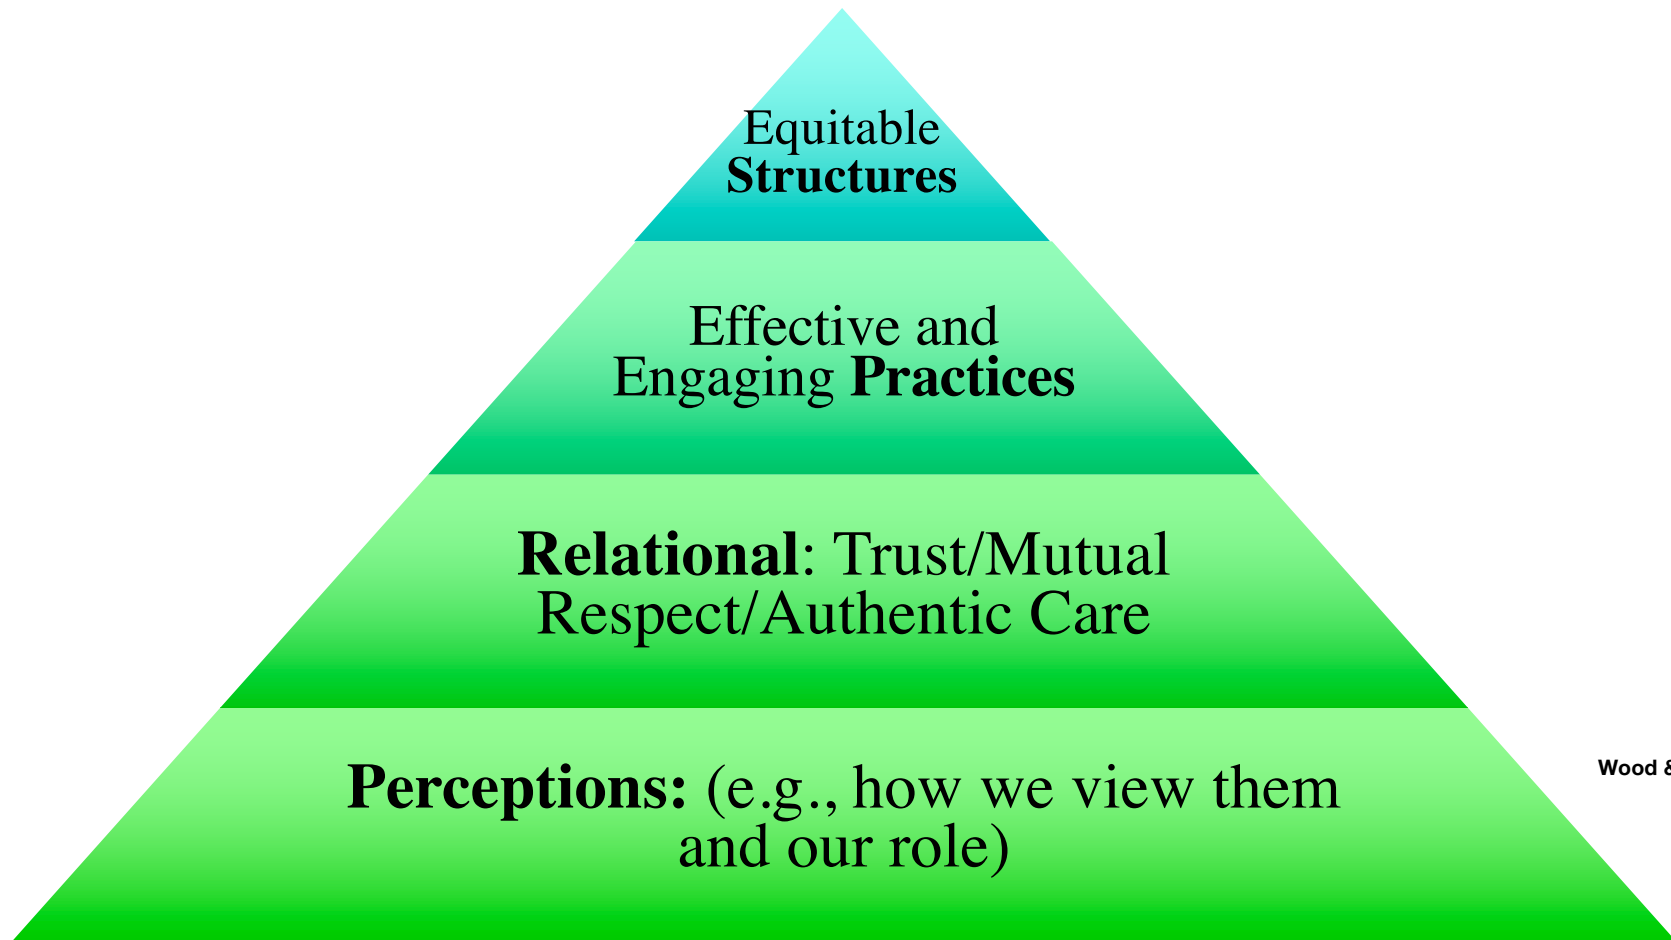 Equitable
Structures
Effective and
Engaging Practices
Relational: Trust/Mutual
Respect/Authentic Care
Perceptions: (e.g., how we view them
and our role)
Wood &